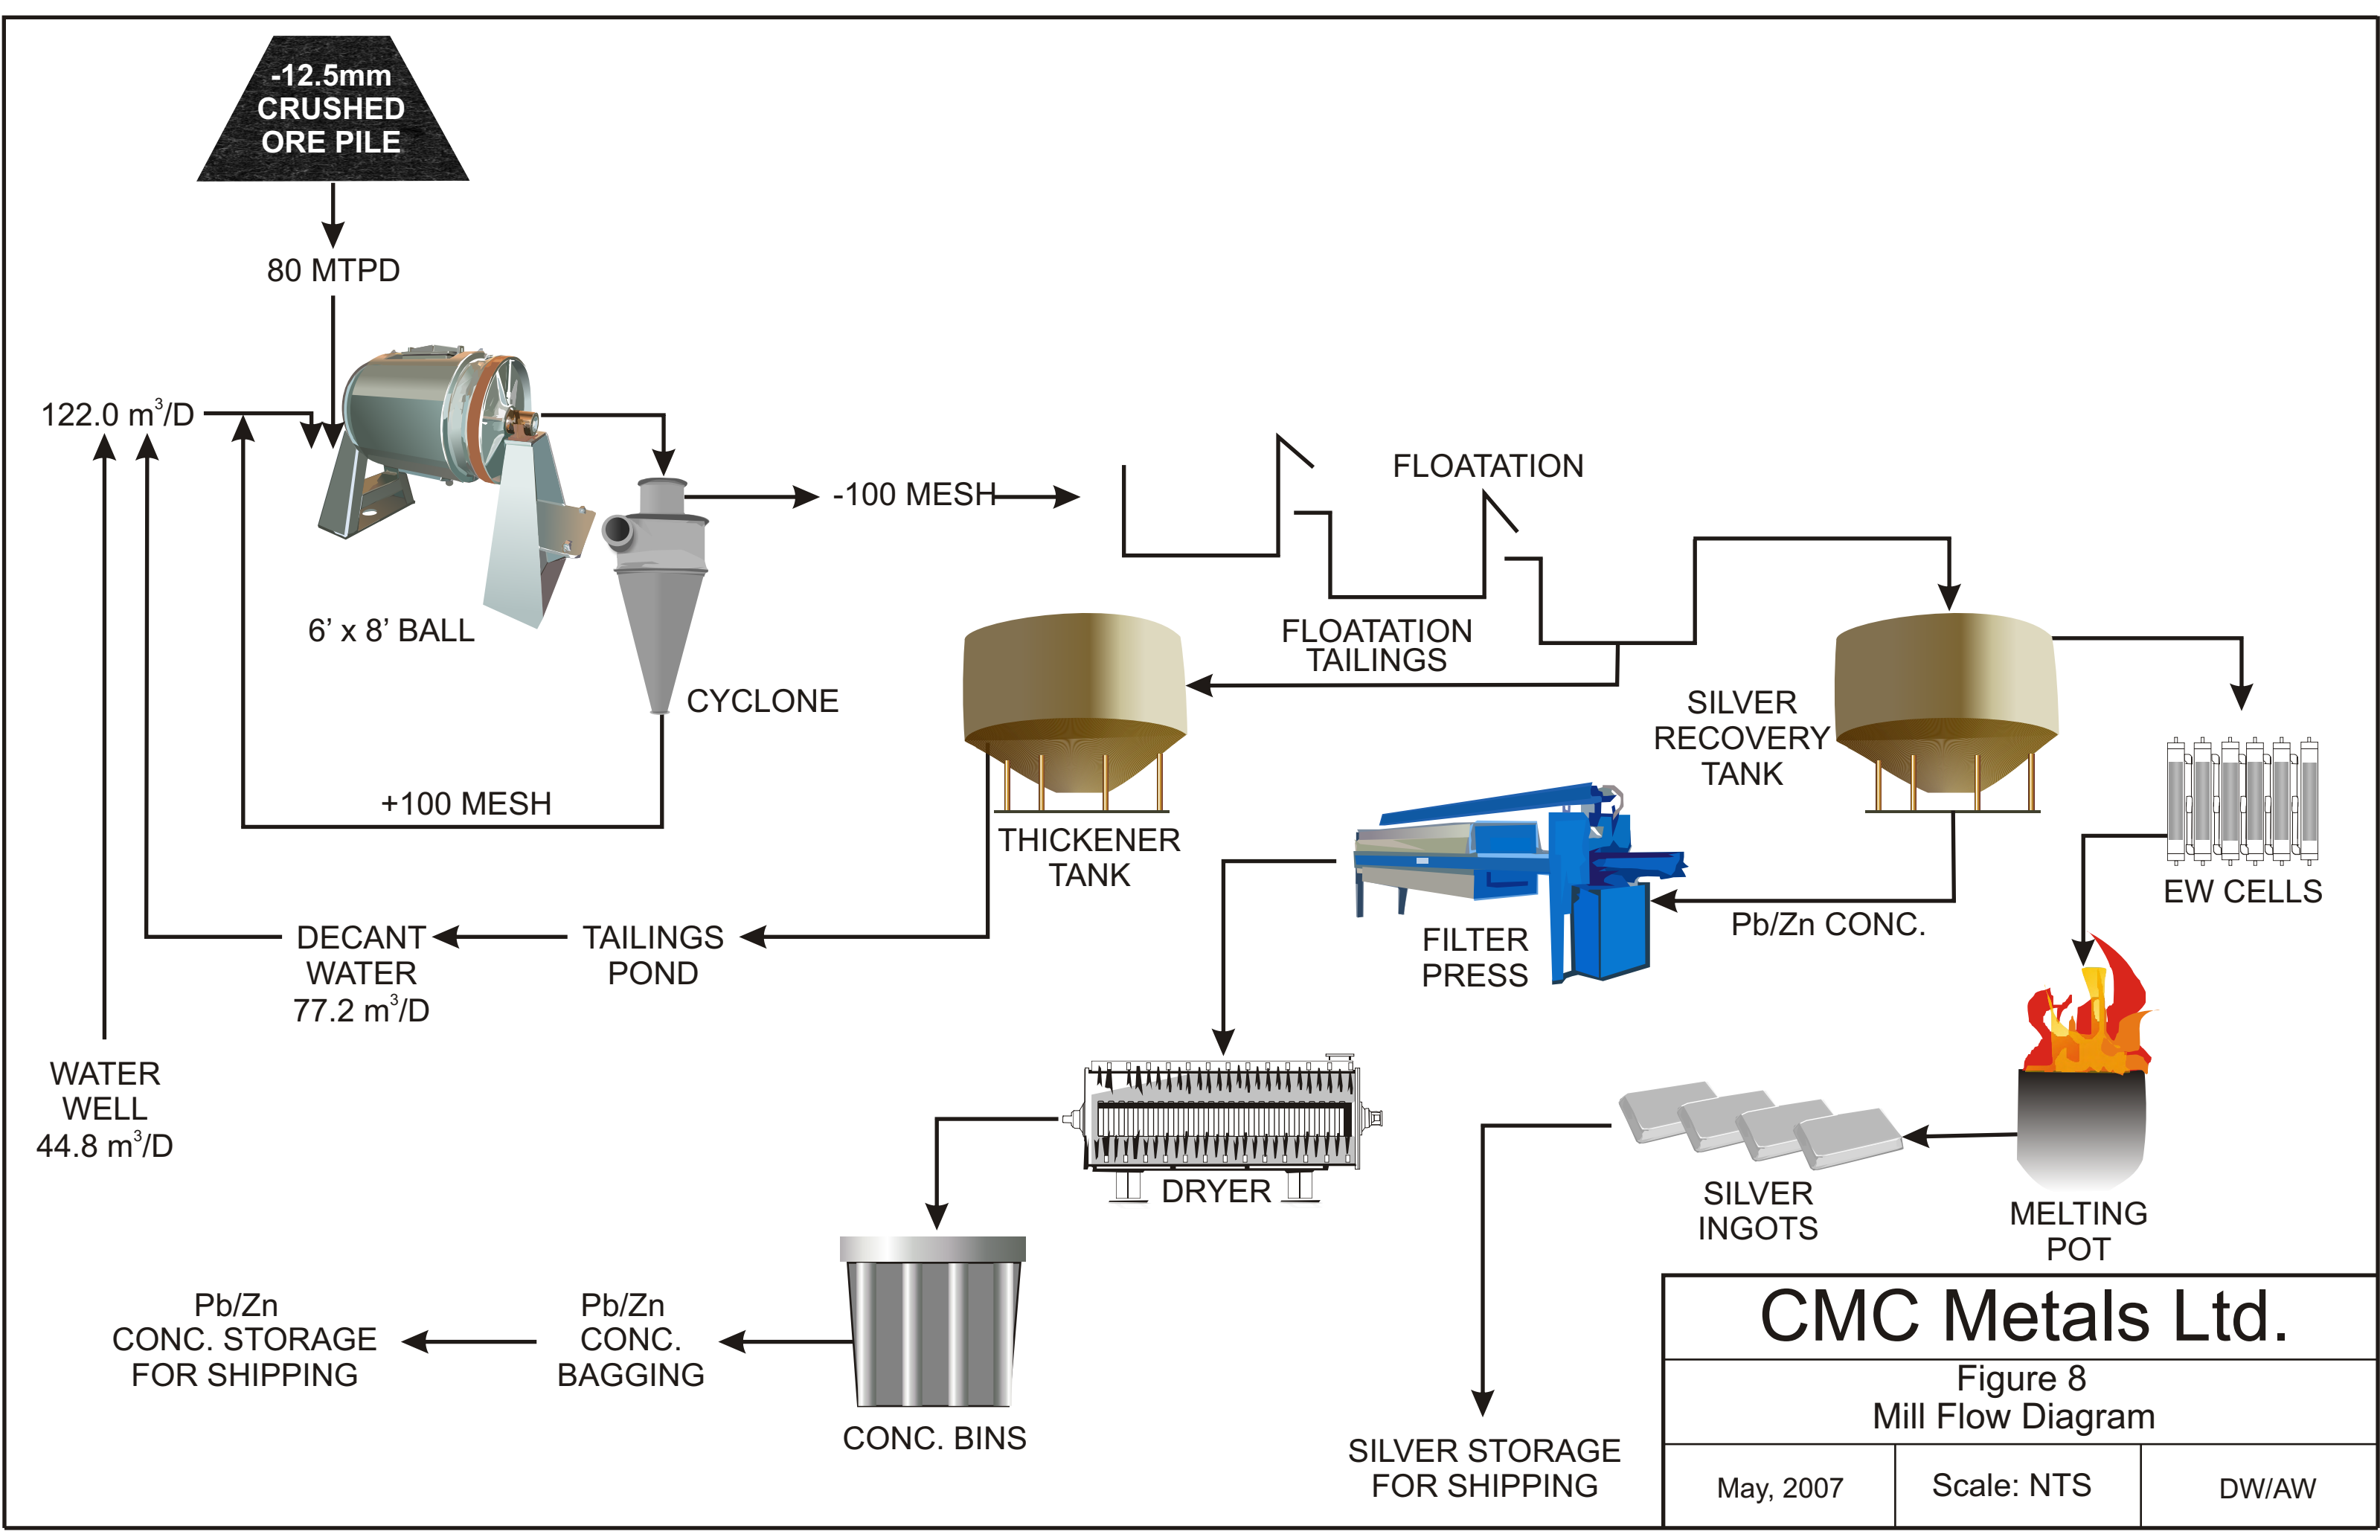 -12.5mm
CRUSHED
ORE PILE
80 MTPD
122.0 m³/D
6’ x 8’ BALL
CYCLONE
-100 MESH
+100 MESH
FLOATATION
FLOATATION
TAILINGS
THICKENER
TANK
TAILINGS
POND
DECANT
WATER
77.2 m³/D
WATER
WELL
44.8 m³/D
SILVER
RECOVERY
TANK
EW CELLS
Pb/Zn CONC.
FILTER
PRESS
DRYER
CONC. BINS
Pb/Zn
CONC.
BAGGING
Pb/Zn
CONC. STORAGE
FOR SHIPPING
MELTING
POT
SILVER
INGOTS
SILVER STORAGE
FOR SHIPPING
CMC Metals Ltd.
Figure 8
Mill Flow Diagram
May, 2007
Scale: NTS
DW/AW